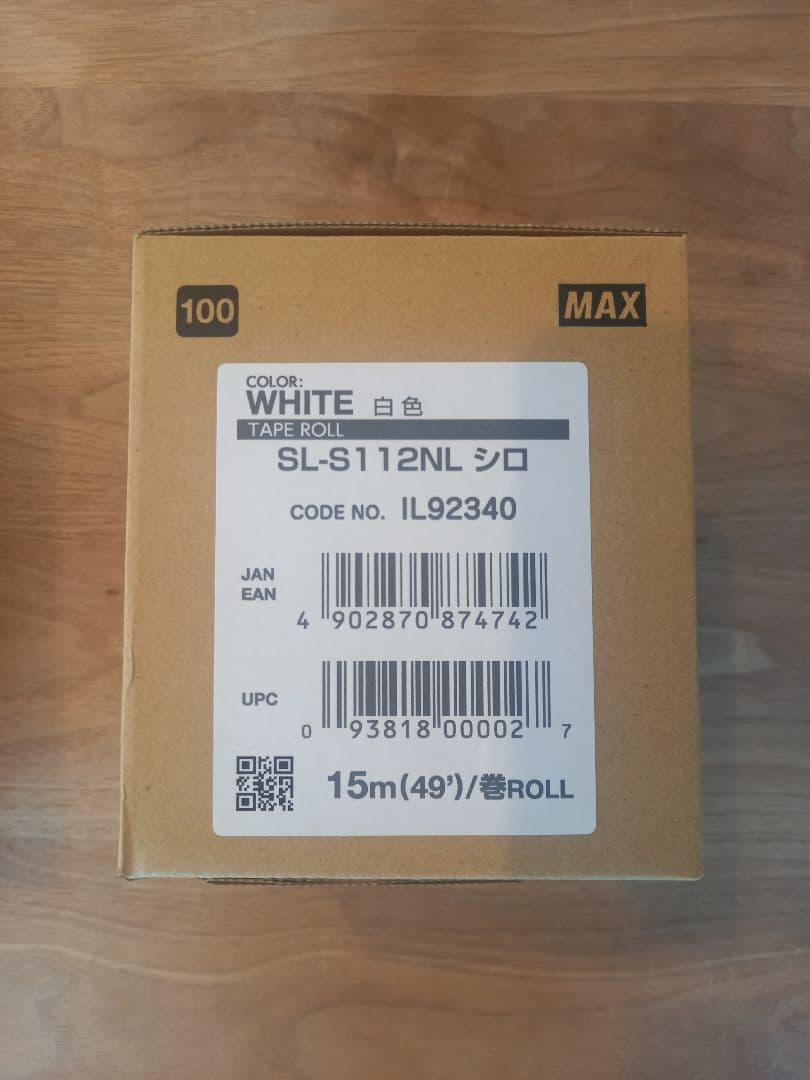 100
MAX
COLOR:
WHITE 白色
TAPE ROLL
SL-S112NL シロ
CODE NO. IL92340
JAN
EAN
4 902870 874742
UPC
0 93818 00002 7
15m(49')/巻ROLL